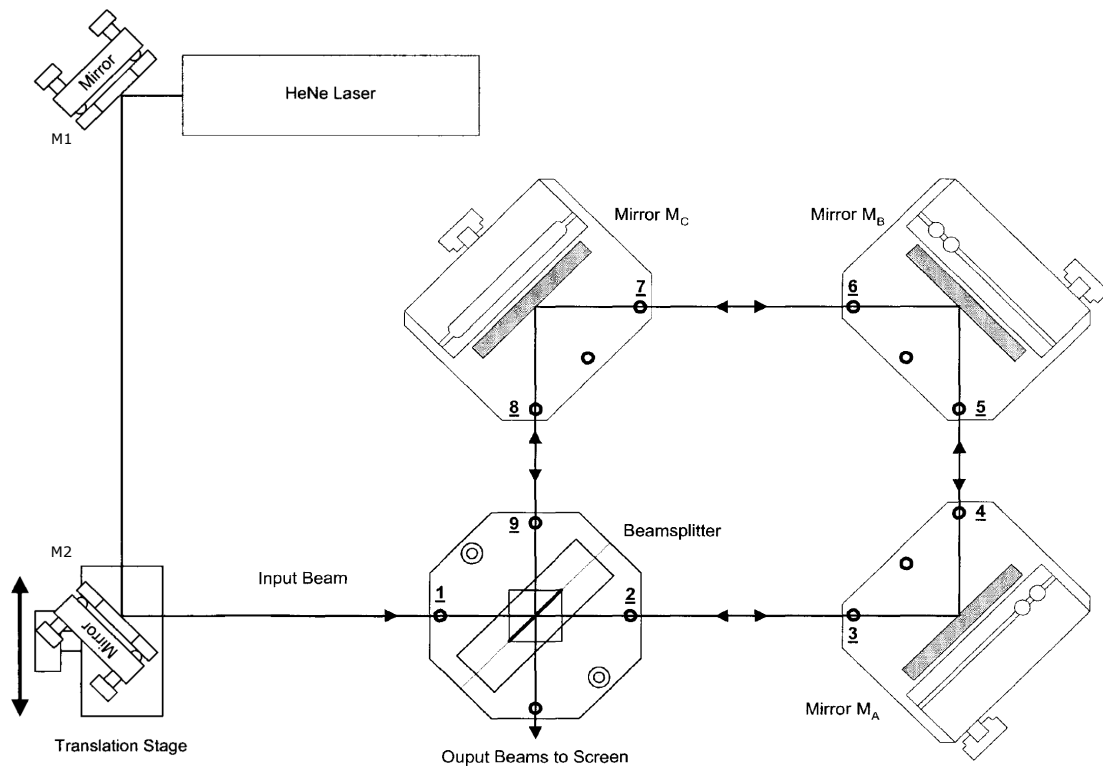 Mirror
M1
HeNe Laser
Mirror M_C
Mirror M_B
7
6
8
5
9
4
Beamsplitter
M2
Input Beam
1
2
3
Mirror
Mirror M_A
Translation Stage
Ouput Beams to Screen